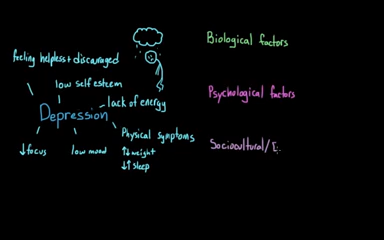 Biological factors
feeling helpless + discouraged
low self esteem
Psychological factors
lack of energy
Depression
Physical symptoms
Sociocultural/E
↓focus
low mood
↑↓weight
↓↑sleep